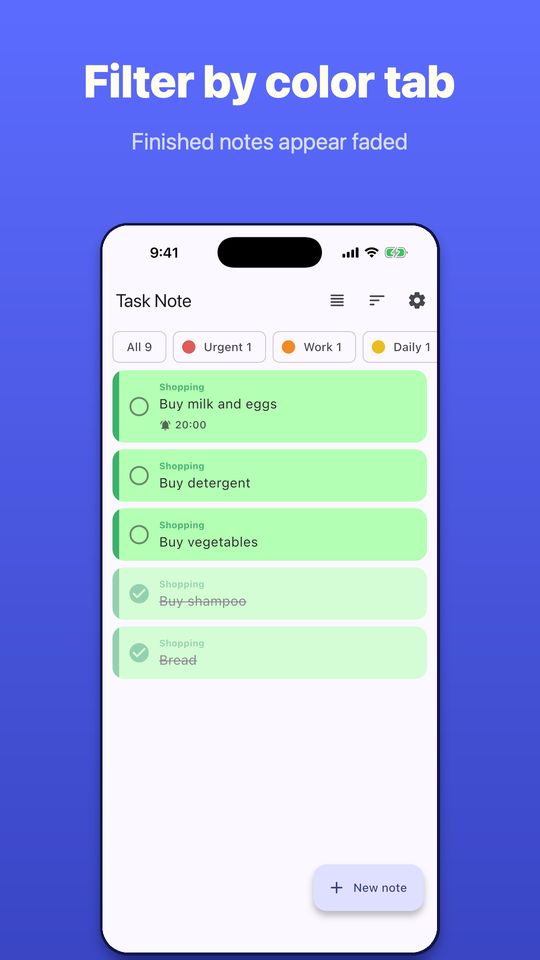 Filter by color tab
Finished notes appear faded
9:41
Task Note
All 9
Urgent 1
Work 1
Daily 1
Shopping
Buy milk and eggs
20:00
Shopping
Buy detergent
Shopping
Buy vegetables
Shopping
Buy shampoo
Shopping
Bread
New note